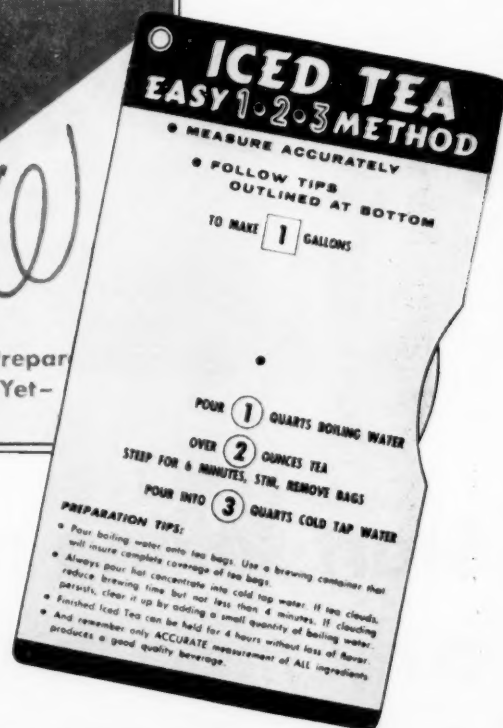 ICED TEA
EASY 1•2•3 METHOD
• MEASURE ACCURATELY
• FOLLOW TIPS
OUTLINED AT BOTTOM
TO MAKE 1 GALLONS
POUR 1 QUARTS BOILING WATER
OVER 2 OUNCES TEA
STEEP FOR 6 MINUTES, STIR, REMOVE BAGS
POUR INTO 3 QUARTS COLD TAP WATER
PREPARATION TIPS:
• Pour boiling water onto tea bags. Use a brewing container that
will insure complete coverage of tea bags.
• Always pour hot concentrate into cold tap water. If tea clouds,
reduce brewing time but not less than 4 minutes. If clouding
persists, clear it up by adding a small quantity of boiling water.
• Finished Iced Tea can be held for 4 hours without loss of flavor.
• And remember only ACCURATE measurement of ALL ingredients
produces a good quality beverage.
Yet–